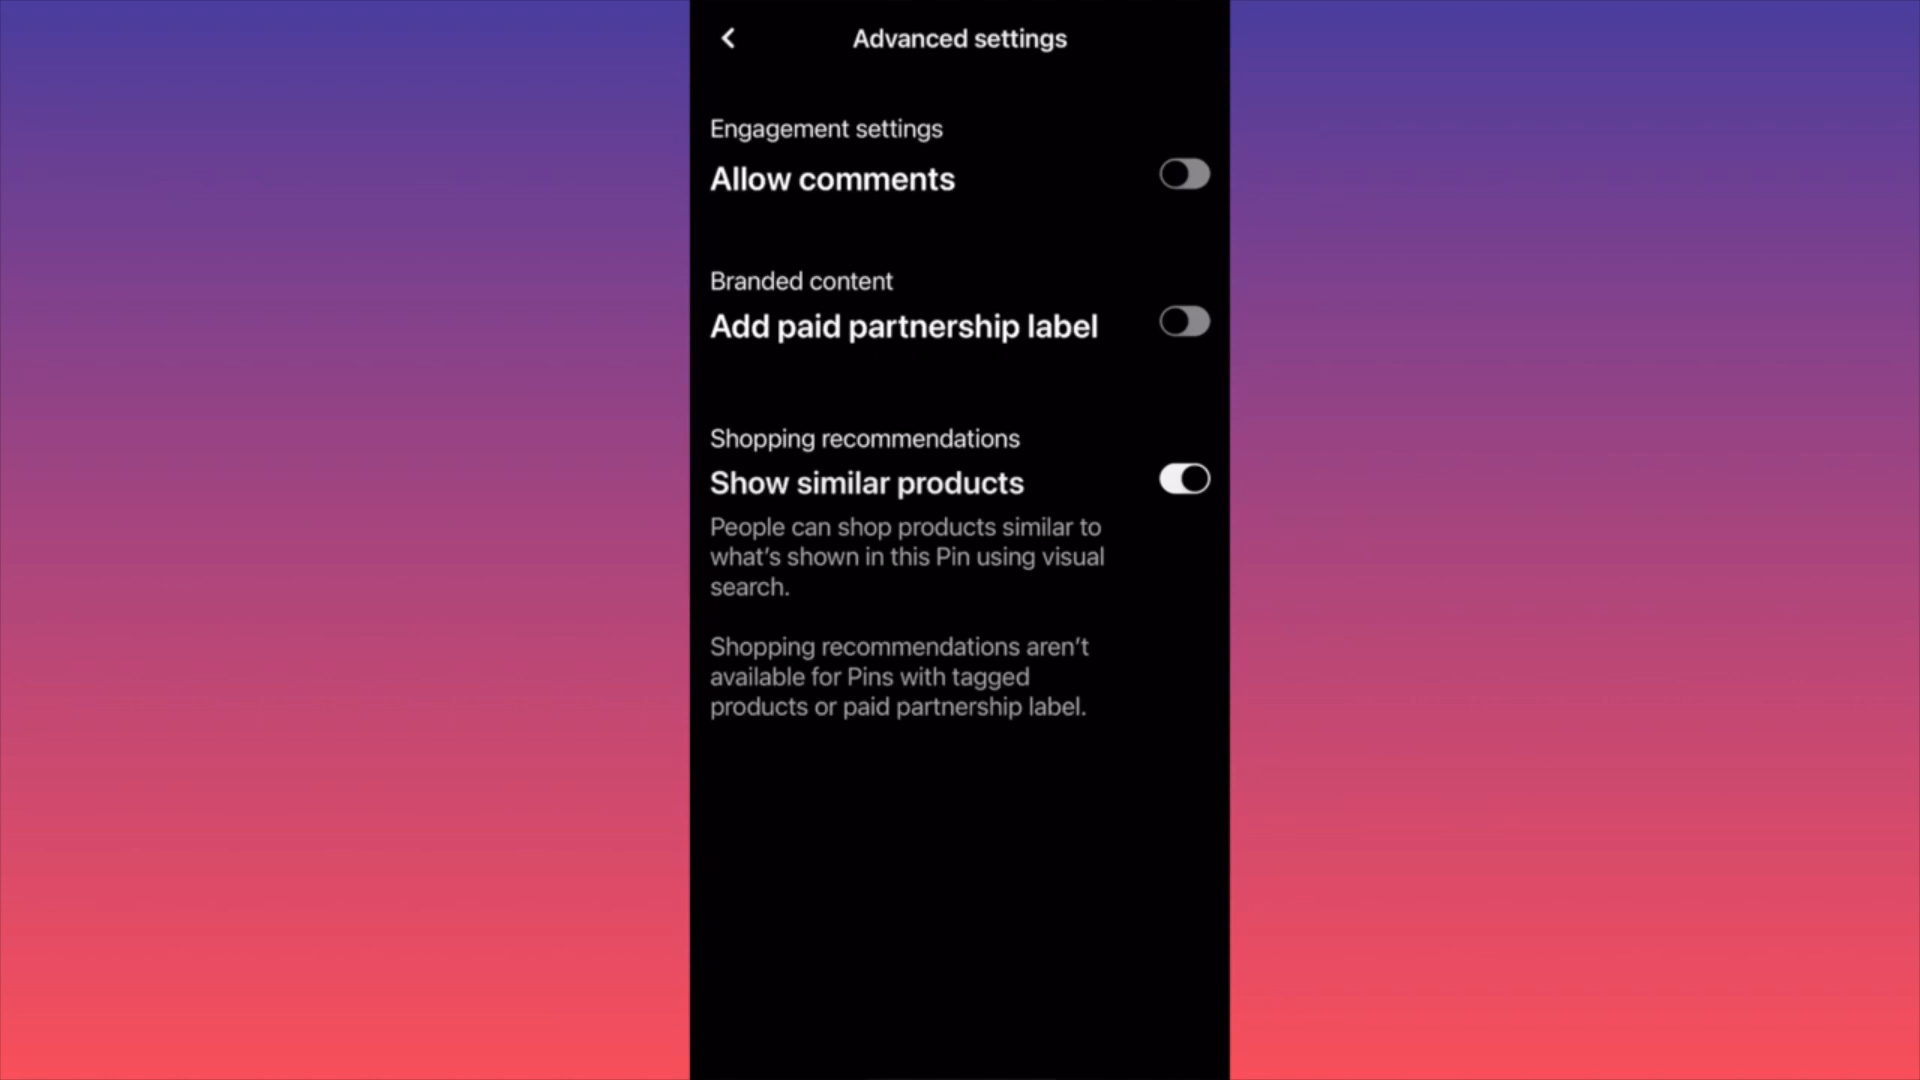 Advanced settings
Engagement settings
Allow comments
Branded content
Add paid partnership label
Shopping recommendations
Show similar products
People can shop products similar to
what’s shown in this Pin using visual
search.
Shopping recommendations aren’t
available for Pins with tagged
products or paid partnership label.